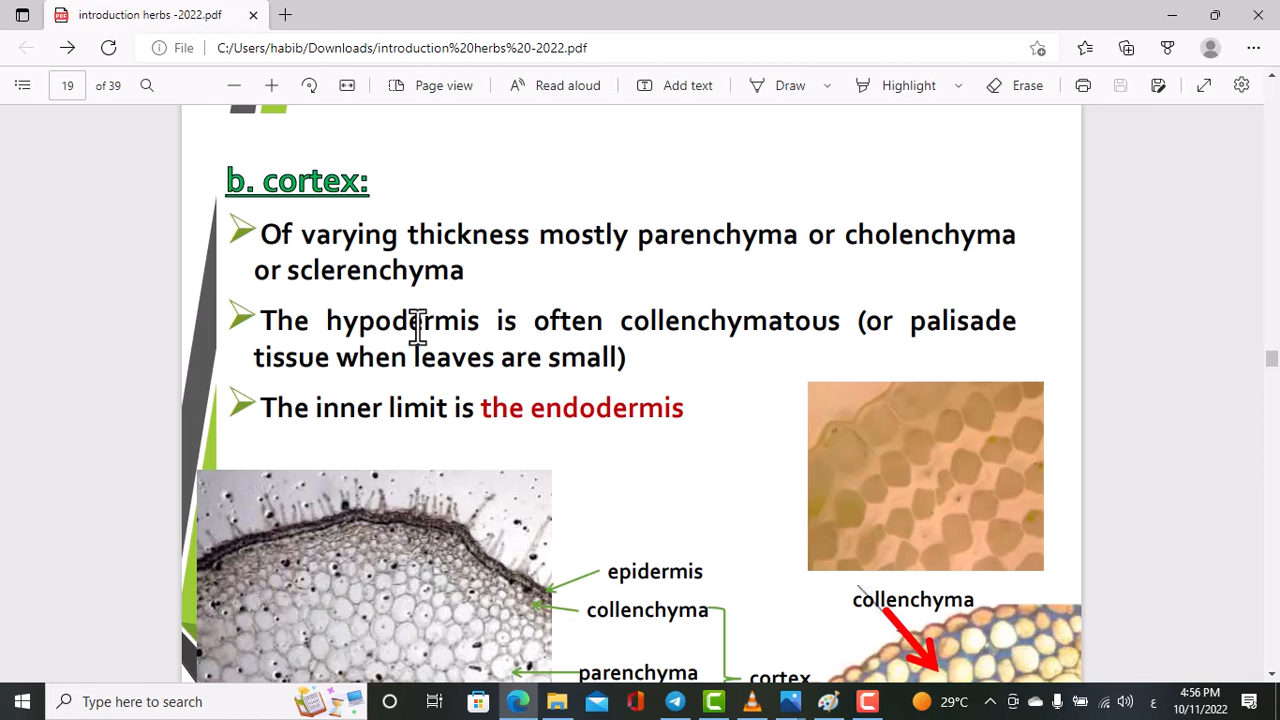 introduction herbs -2022.pdf
File
C:/Users/habib/Downloads/introduction%20herbs%20-2022.pdf
19 of 39
Page view
Read aloud
Add text
Draw
Highlight
Erase
b. cortex:
Of varying thickness mostly parenchyma or cholenchyma
or sclerenchyma
The hypodermis is often collenchymatous (or palisade
tissue when leaves are small)
The inner limit is the endodermis
epidermis
collenchyma
collenchyma
parenchyma
cortex
Type here to search
29°C
ع
4:56 PM
10/11/2022